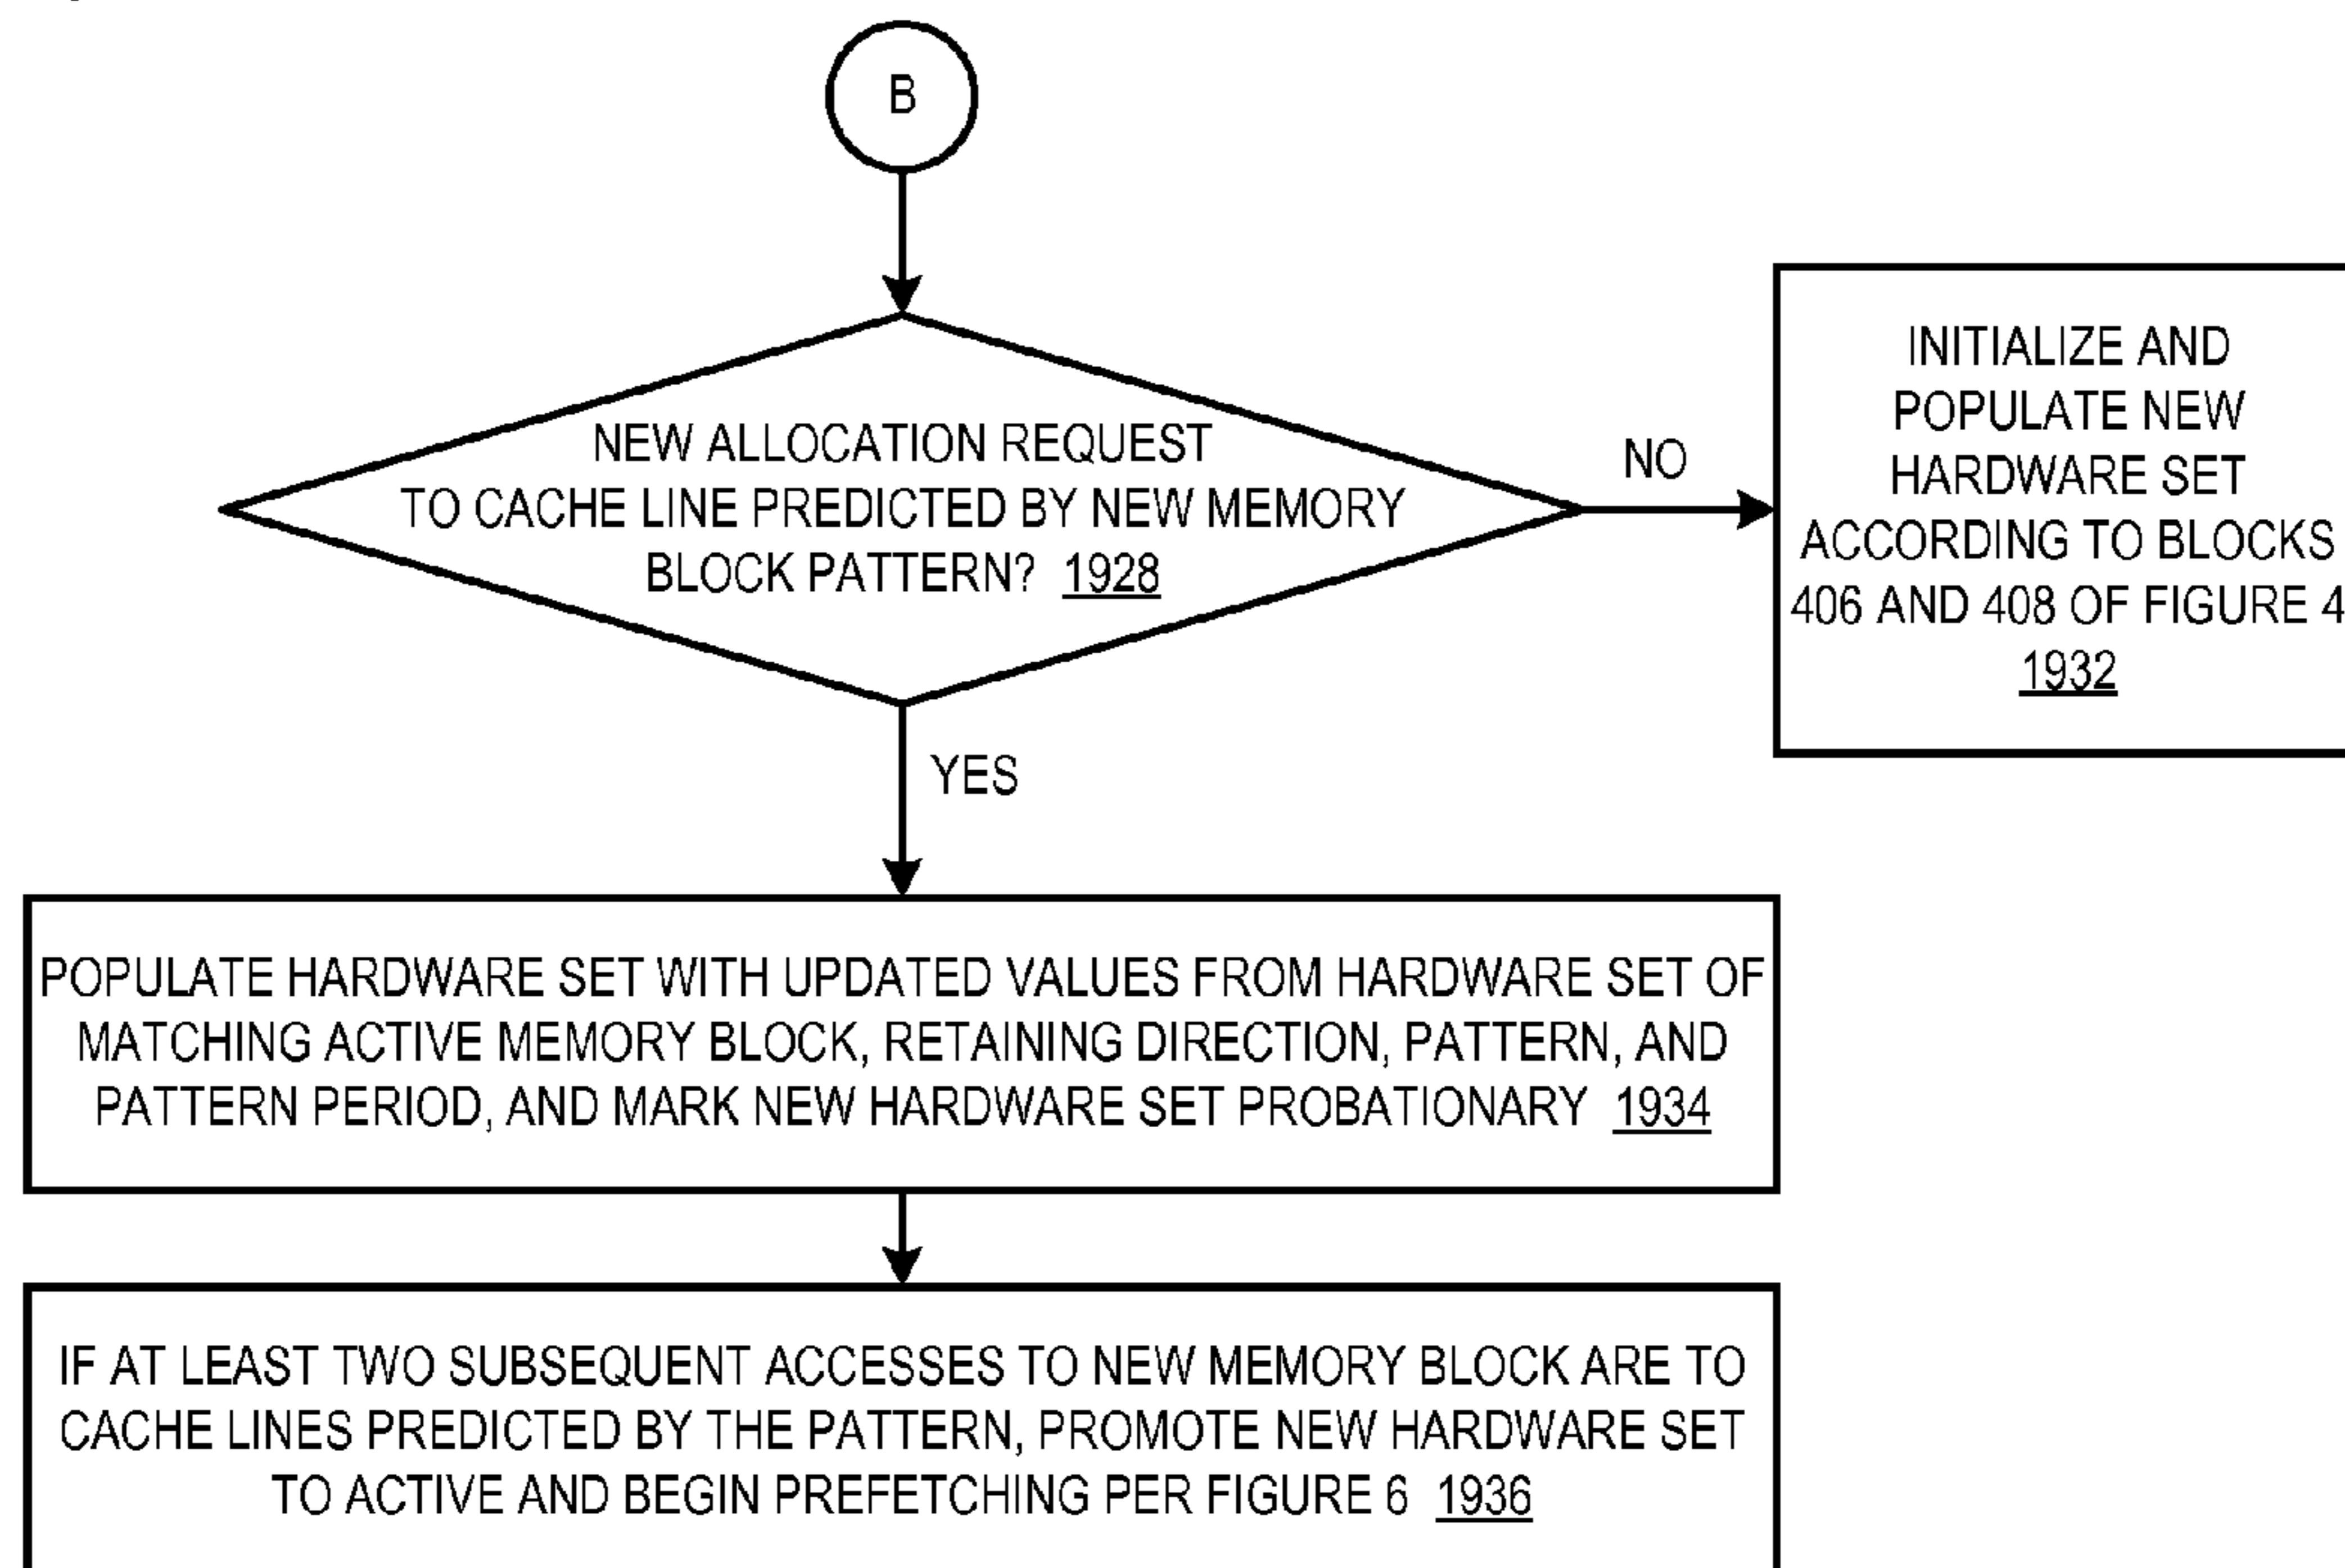 B
NEW ALLOCATION REQUEST
TO CACHE LINE PREDICTED BY NEW MEMORY
BLOCK PATTERN? 1928
NO
INITIALIZE AND
POPULATE NEW
HARDWARE SET
ACCORDING TO BLOCKS
406 AND 408 OF FIGURE 4
1932
YES
POPULATE HARDWARE SET WITH UPDATED VALUES FROM HARDWARE SET OF
MATCHING ACTIVE MEMORY BLOCK, RETAINING DIRECTION, PATTERN, AND
PATTERN PERIOD, AND MARK NEW HARDWARE SET PROBATIONARY 1934
IF AT LEAST TWO SUBSEQUENT ACCESSES TO NEW MEMORY BLOCK ARE TO
CACHE LINES PREDICTED BY THE PATTERN, PROMOTE NEW HARDWARE SET
TO ACTIVE AND BEGIN PREFETCHING PER FIGURE 6 1936